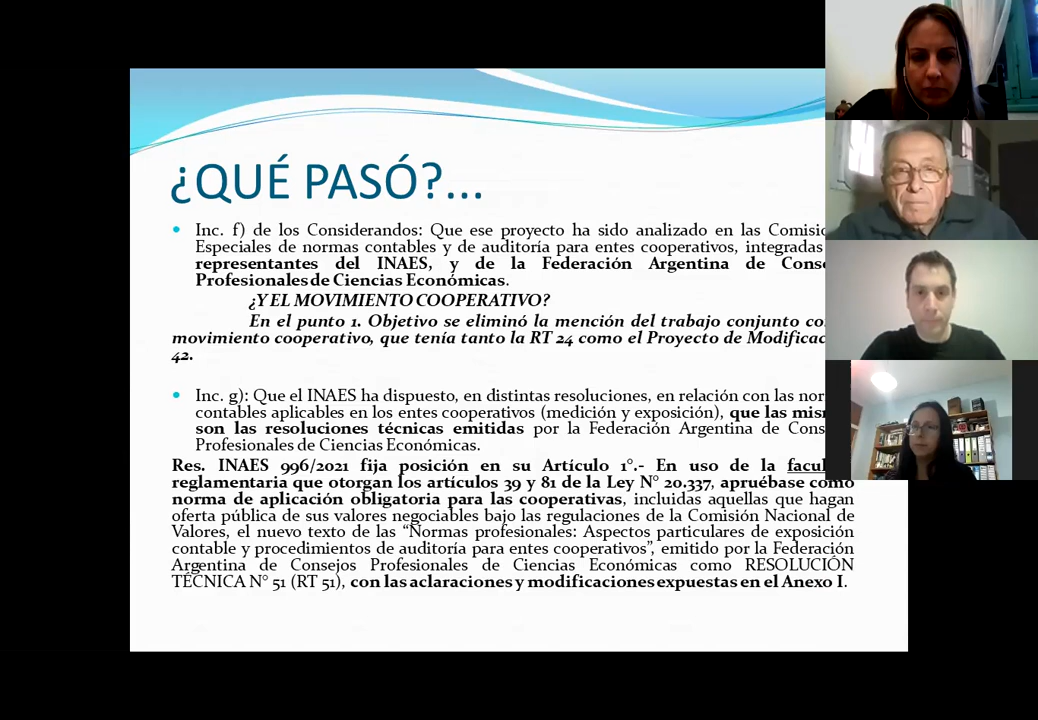 ¿QUÉ PASÓ?...
Inc. f) de los Considerandos: Que ese proyecto ha sido analizado en las
Especiales de normas contables y de auditoría para entes cooperativos, integradas
representantes del INAES, y de la Federación Argentina de
Profesionales de Ciencias Económicas.
¿Y EL MOVIMIENTO COOPERATIVO?
En el punto 1. Objetivo se eliminó la mención del trabajo conjunto
movimiento cooperativo, que tenía tanto la RT 24 como el Proyecto de
42.
Inc. g): Que el INAES ha dispuesto, en distintas resoluciones, en relación con las
contables aplicables en los entes cooperativos (medición y exposición), que las
son las resoluciones técnicas emitidas por la Federación Argentina de
Profesionales de Ciencias Económicas.
Res. INAES 996/2021 fija posición en su Artículo 1°.- En uso de la
reglamentaria que otorgan los artículos 39 y 81 de la Ley N° 20.337, apruébase como
norma de aplicación obligatoria para las cooperativas, incluidas aquellas que hagan
oferta pública de sus valores negociables bajo las regulaciones de la Comisión Nacional de
Valores, el nuevo texto de las “Normas profesionales: Aspectos particulares de exposición
contable y procedimientos de auditoría para entes cooperativos”, emitido por la Federación
Argentina de Consejos Profesionales de Ciencias Económicas como RESOLUCIÓN
TÉCNICA N° 51 (RT 51), con las aclaraciones y modificaciones expuestas en el Anexo I.